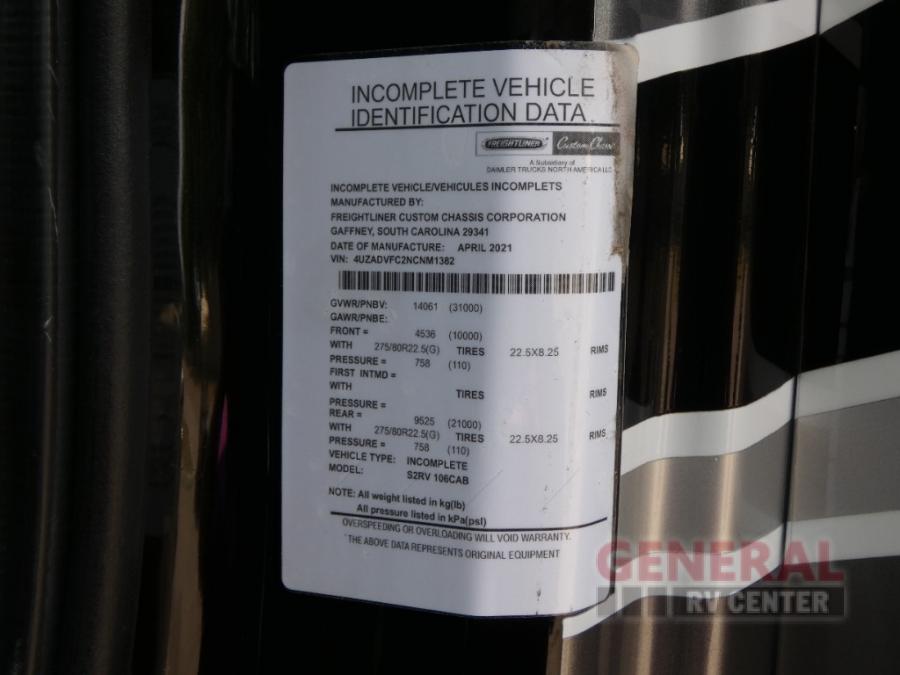 INCOMPLETE VEHICLE
IDENTIFICATION DATA
FREIGHTLINER Custom Chassis
A Subsidiary of
DAIMLER TRUCKS NORTH AMERICA LLC
INCOMPLETE VEHICLE/VEHICULES INCOMPLETS
MANUFACTURED BY:
FREIGHTLINER CUSTOM CHASSIS CORPORATION
GAFFNEY, SOUTH CAROLINA 29341
DATE OF MANUFACTURE: APRIL 2021
VIN: 4UZADVFC2NCNM1382
GVWR/PNBV: 14061 (31000)
GAWR/PNBE:
FRONT = 4536 (10000)
WITH 275/80R22.5(G) TIRES 22.5X8.25 RIMS
PRESSURE = 758 (110)
FIRST INTMD =
WITH TIRES RIMS
PRESSURE =
REAR = 9525 (21000)
WITH 275/80R22.5(G) TIRES 22.5X8.25 RIMS
PRESSURE = 758 (110)
VEHICLE TYPE: INCOMPLETE
MODEL: S2RV 106CAB
NOTE: All weight listed in kg(lb)
All pressure listed in kPa(psi)
OVERSPEEDING OR OVERLOADING WILL VOID WARRANTY.
THE ABOVE DATA REPRESENTS ORIGINAL EQUIPMENT
GENERAL
RV CENTER